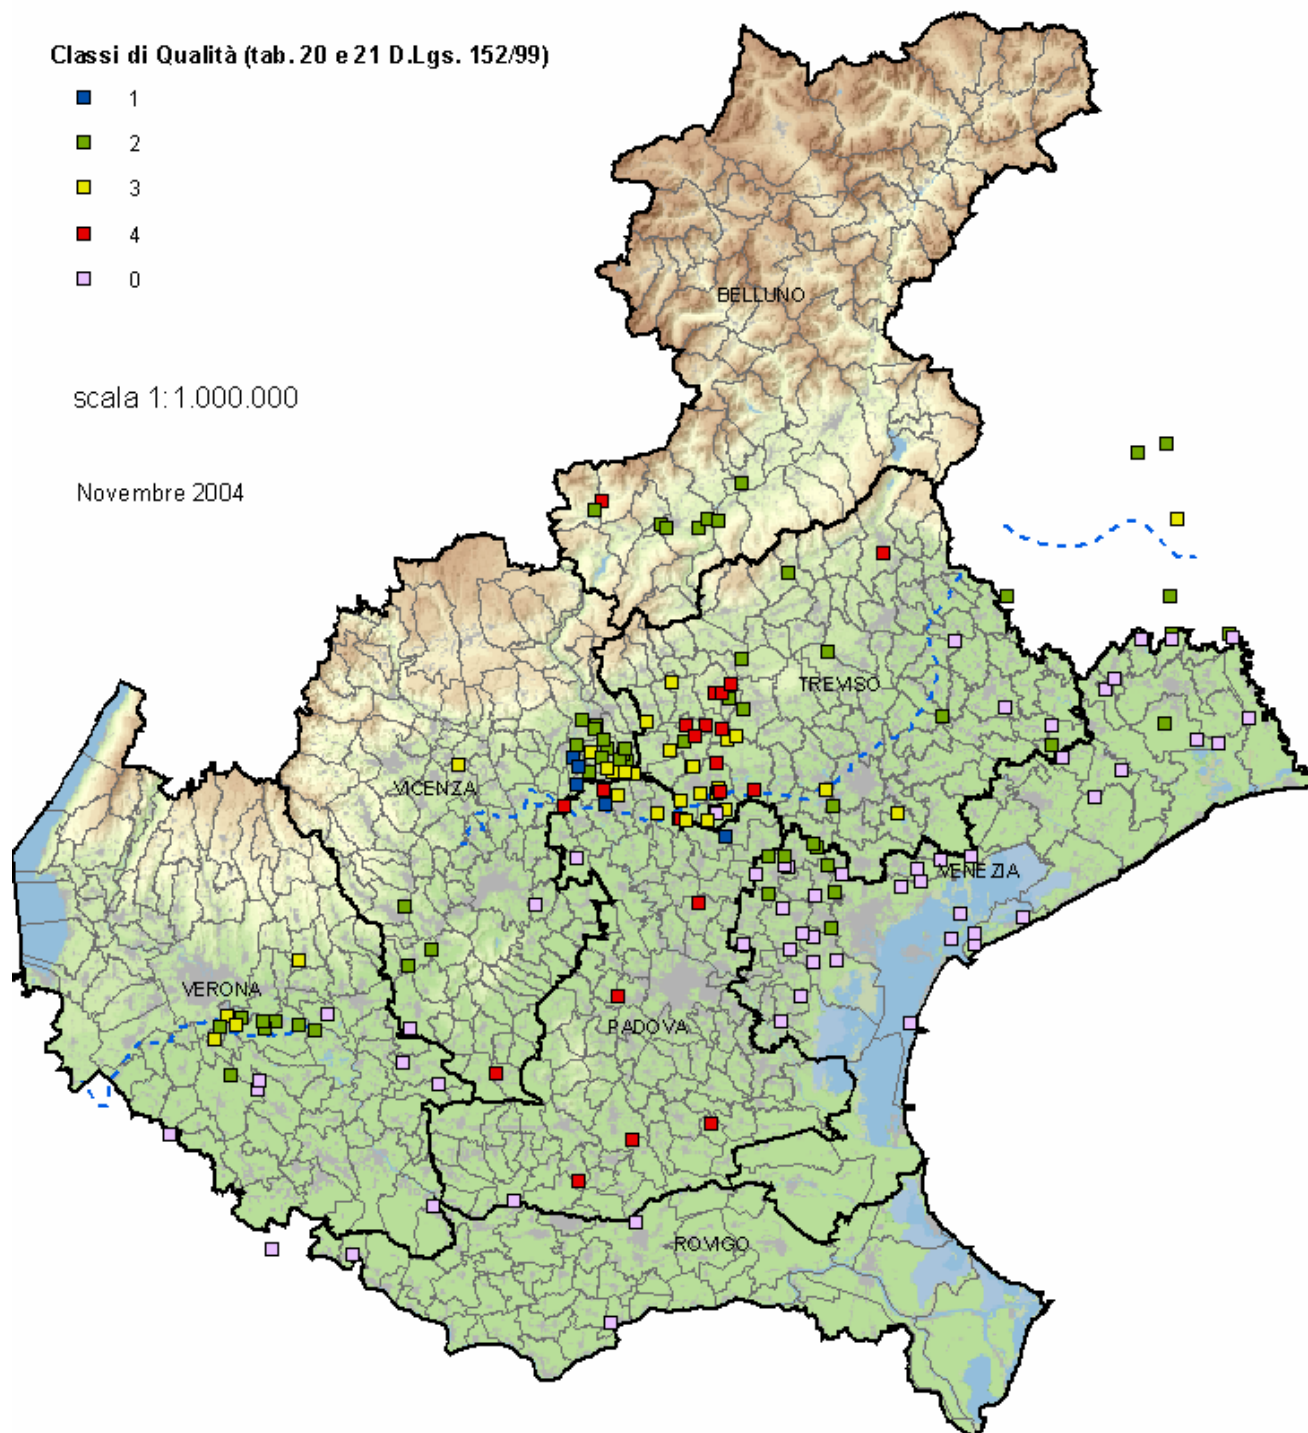 Classi di Qualità (tab. 20 e 21 D.Lgs. 152/99)
1
2
3
4
0
scala 1:1.000.000
Novembre 2004
BELLUNO
TREVISO
VICENZA
VENEZIA
VERONA
PADOVA
ROVIGO